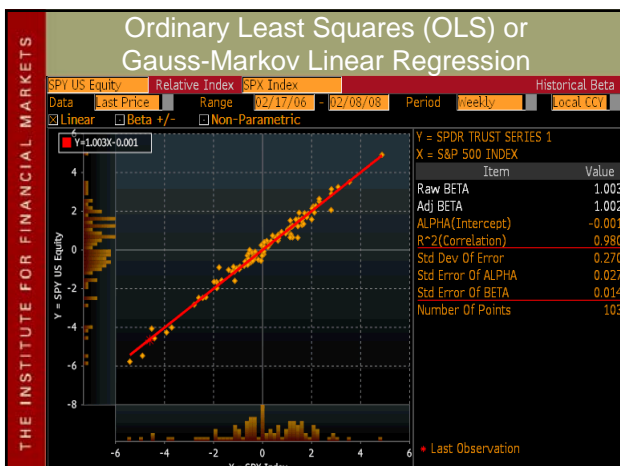 THE INSTITUTE FOR FINANCIAL MARKETS
Ordinary Least Squares (OLS) or
Gauss-Markov Linear Regression
SPY US Equity Relative Index SPX Index Historical Beta
Data Last Price Range 02/17/06 - 02/08/08 Period Weekly Local CCY
Linear Beta +/- Non-Parametric
Y=1.003X-0.001
Y = SPDR TRUST SERIES 1
X = S&P 500 INDEX
Item Value
Raw BETA 1.003
Adj BETA 1.002
ALPHA(Intercept) -0.001
R^2(Correlation) 0.980
Std Dev Of Error 0.270
Std Error Of ALPHA 0.027
Std Error Of BETA 0.014
Number Of Points 103
Last Observation
Y = SPY US Equity
6
4
2
0
-2
-4
-6
-8
-6 -4 -2 0 2 4 6